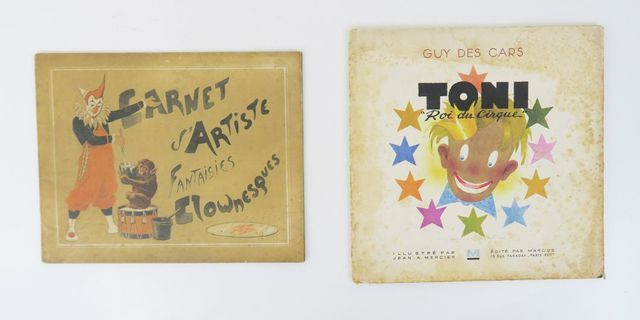 CARNET
d'ARTISTE
FANTAISIES
Clownesques
GUY DES CARS
TONI
"Roi du Cirque"
ILLUSTRÉ PAR
JEAN A. MERCIER
M
ÉDITÉ PAR MARCUS